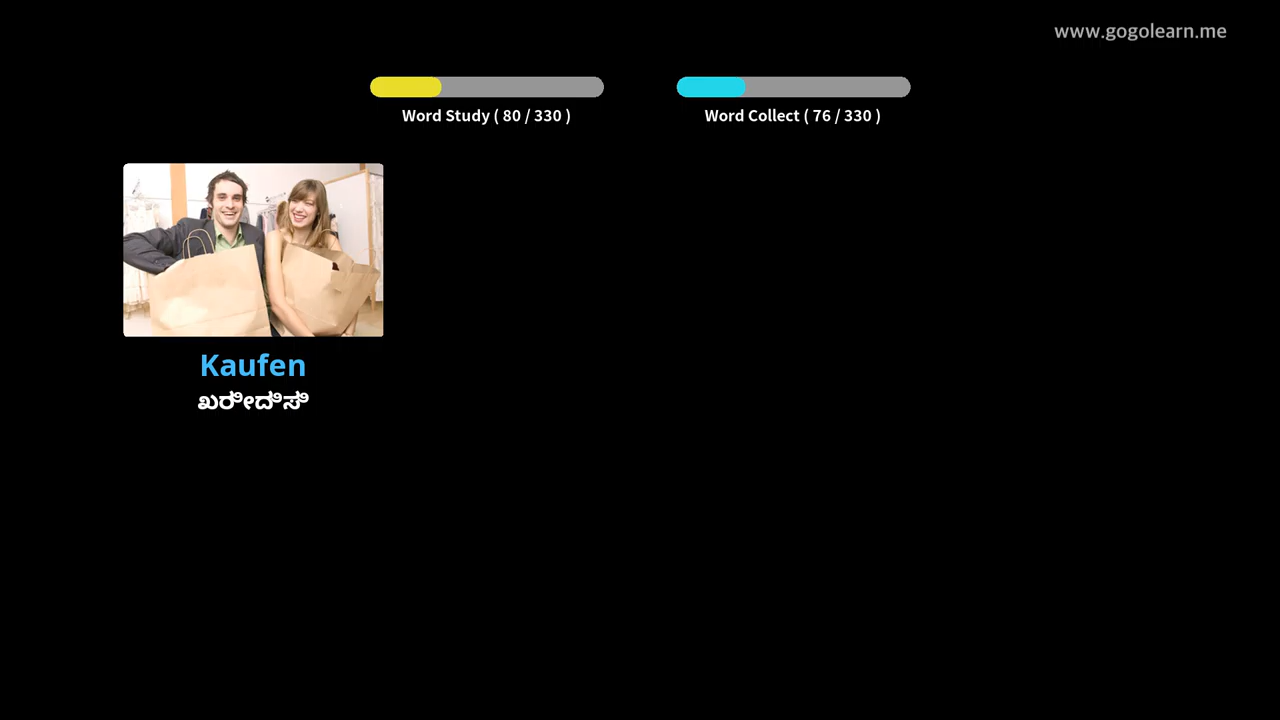 www.gogolearn.me
Word Study ( 80 / 330 )
Word Collect ( 76 / 330 )
Kaufen
ಖರೀದಿಸಿ